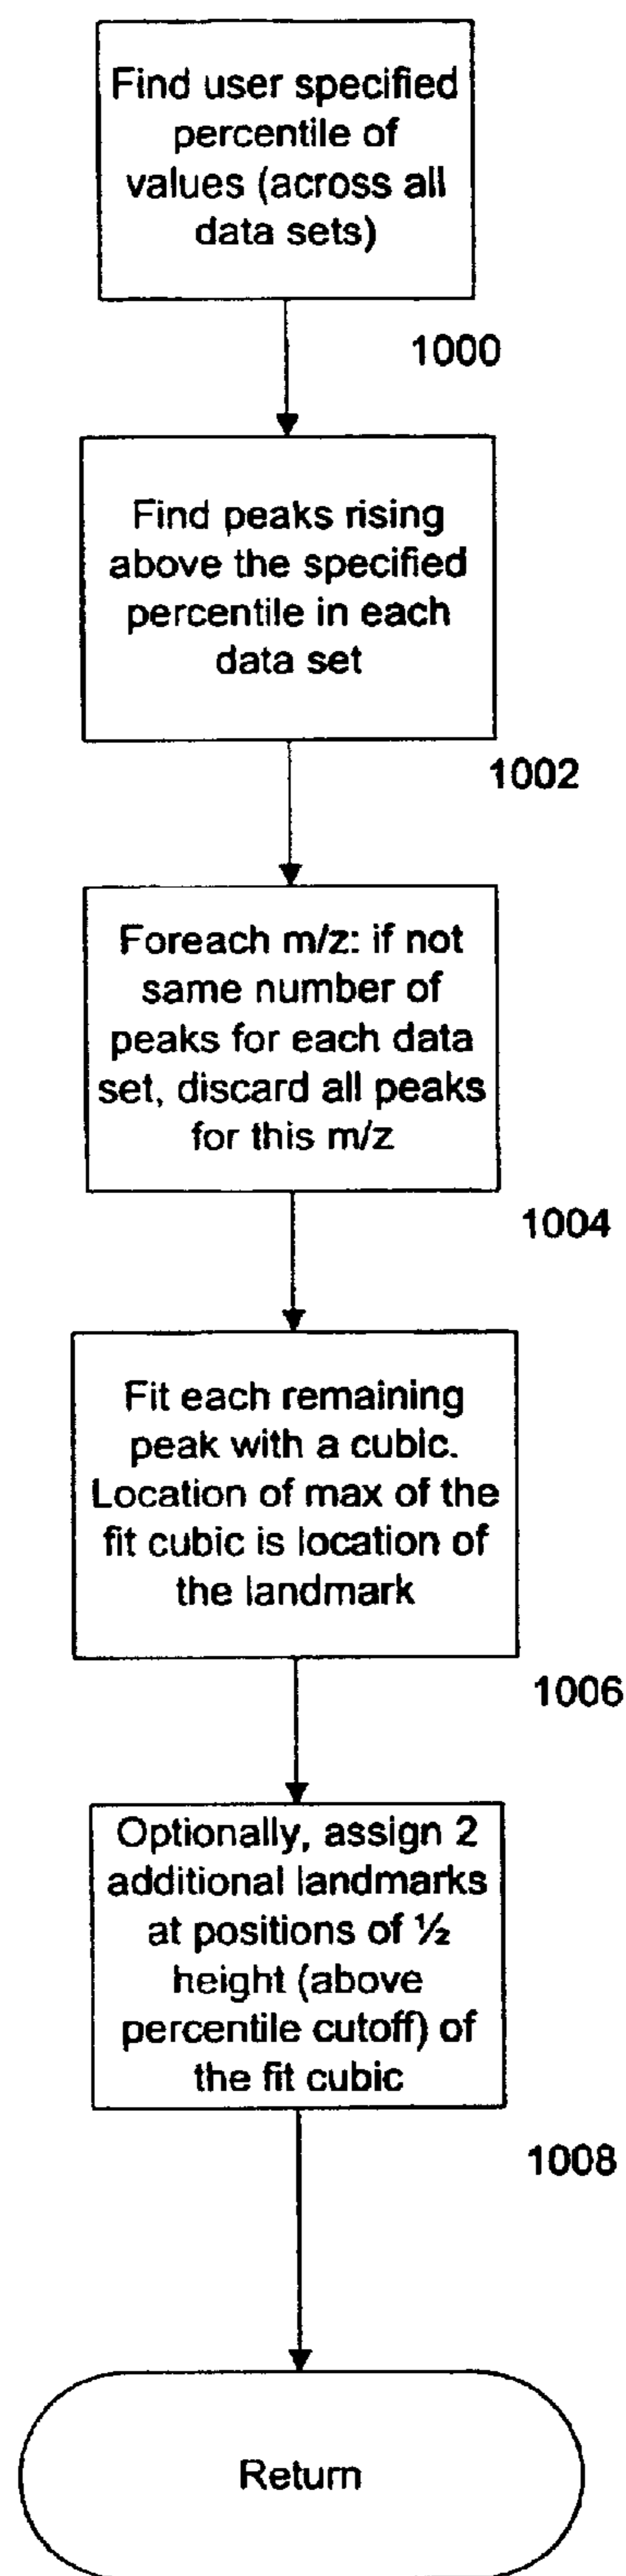 Find user specified
percentile of
values (across all
data sets)
1000
Find peaks rising
above the specified
percentile in each
data set
1002
Foreach m/z: if not
same number of
peaks for each data
set, discard all peaks
for this m/z
1004
Fit each remaining
peak with a cubic.
Location of max of the
fit cubic is location of
the landmark
1006
Optionally, assign 2
additional landmarks
at positions of ½
height (above
percentile cutoff) of
the fit cubic
1008
Return